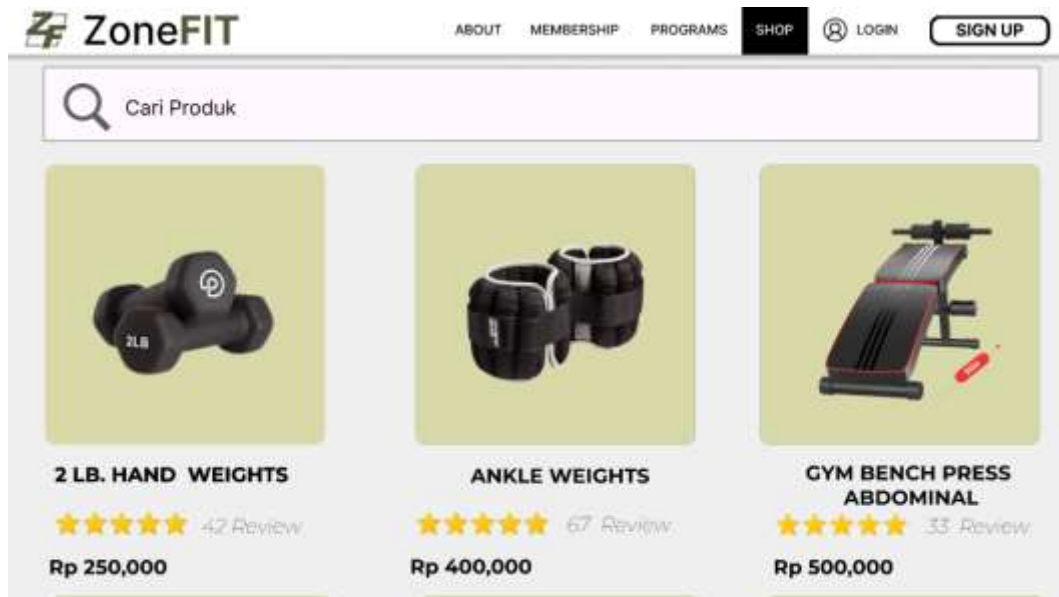 ZF ZoneFIT
ABOUT MEMBERSHIP PROGRAMS SHOP LOGIN SIGN UP
Cari Produk
2LB
2 LB. HAND WEIGHTS
ANKLE WEIGHTS
GYM BENCH PRESS
ABDOMINAL
42 Review
67 Review
33 Review
Rp 250,000
Rp 400,000
Rp 500,000